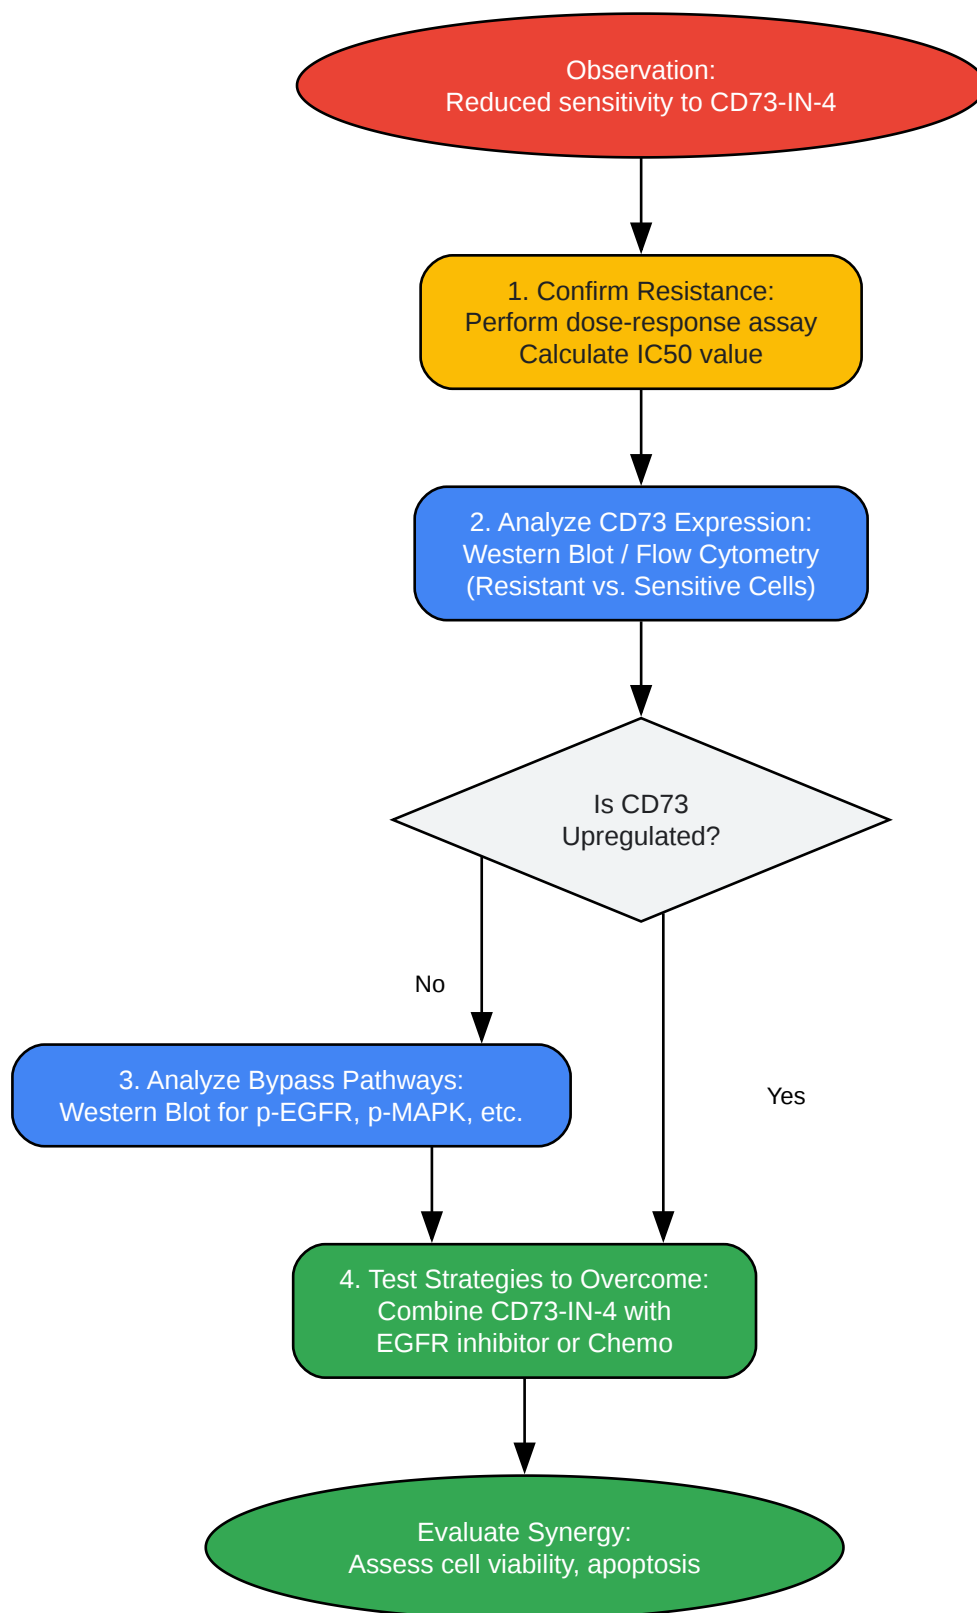 Observation:
Reduced sensitivity to CD73-IN-4
1. Confirm Resistance:
Perform dose-response assay
Calculate IC50 value
2. Analyze CD73 Expression:
Western Blot / Flow Cytometry
(Resistant vs. Sensitive Cells)
Is CD73
Upregulated?
No
3. Analyze Bypass Pathways:
Western Blot for p-EGFR, p-MAPK, etc.
Yes
4. Test Strategies to Overcome:
Combine CD73-IN-4 with
EGFR inhibitor or Chemo
Evaluate Synergy:
Assess cell viability, apoptosis